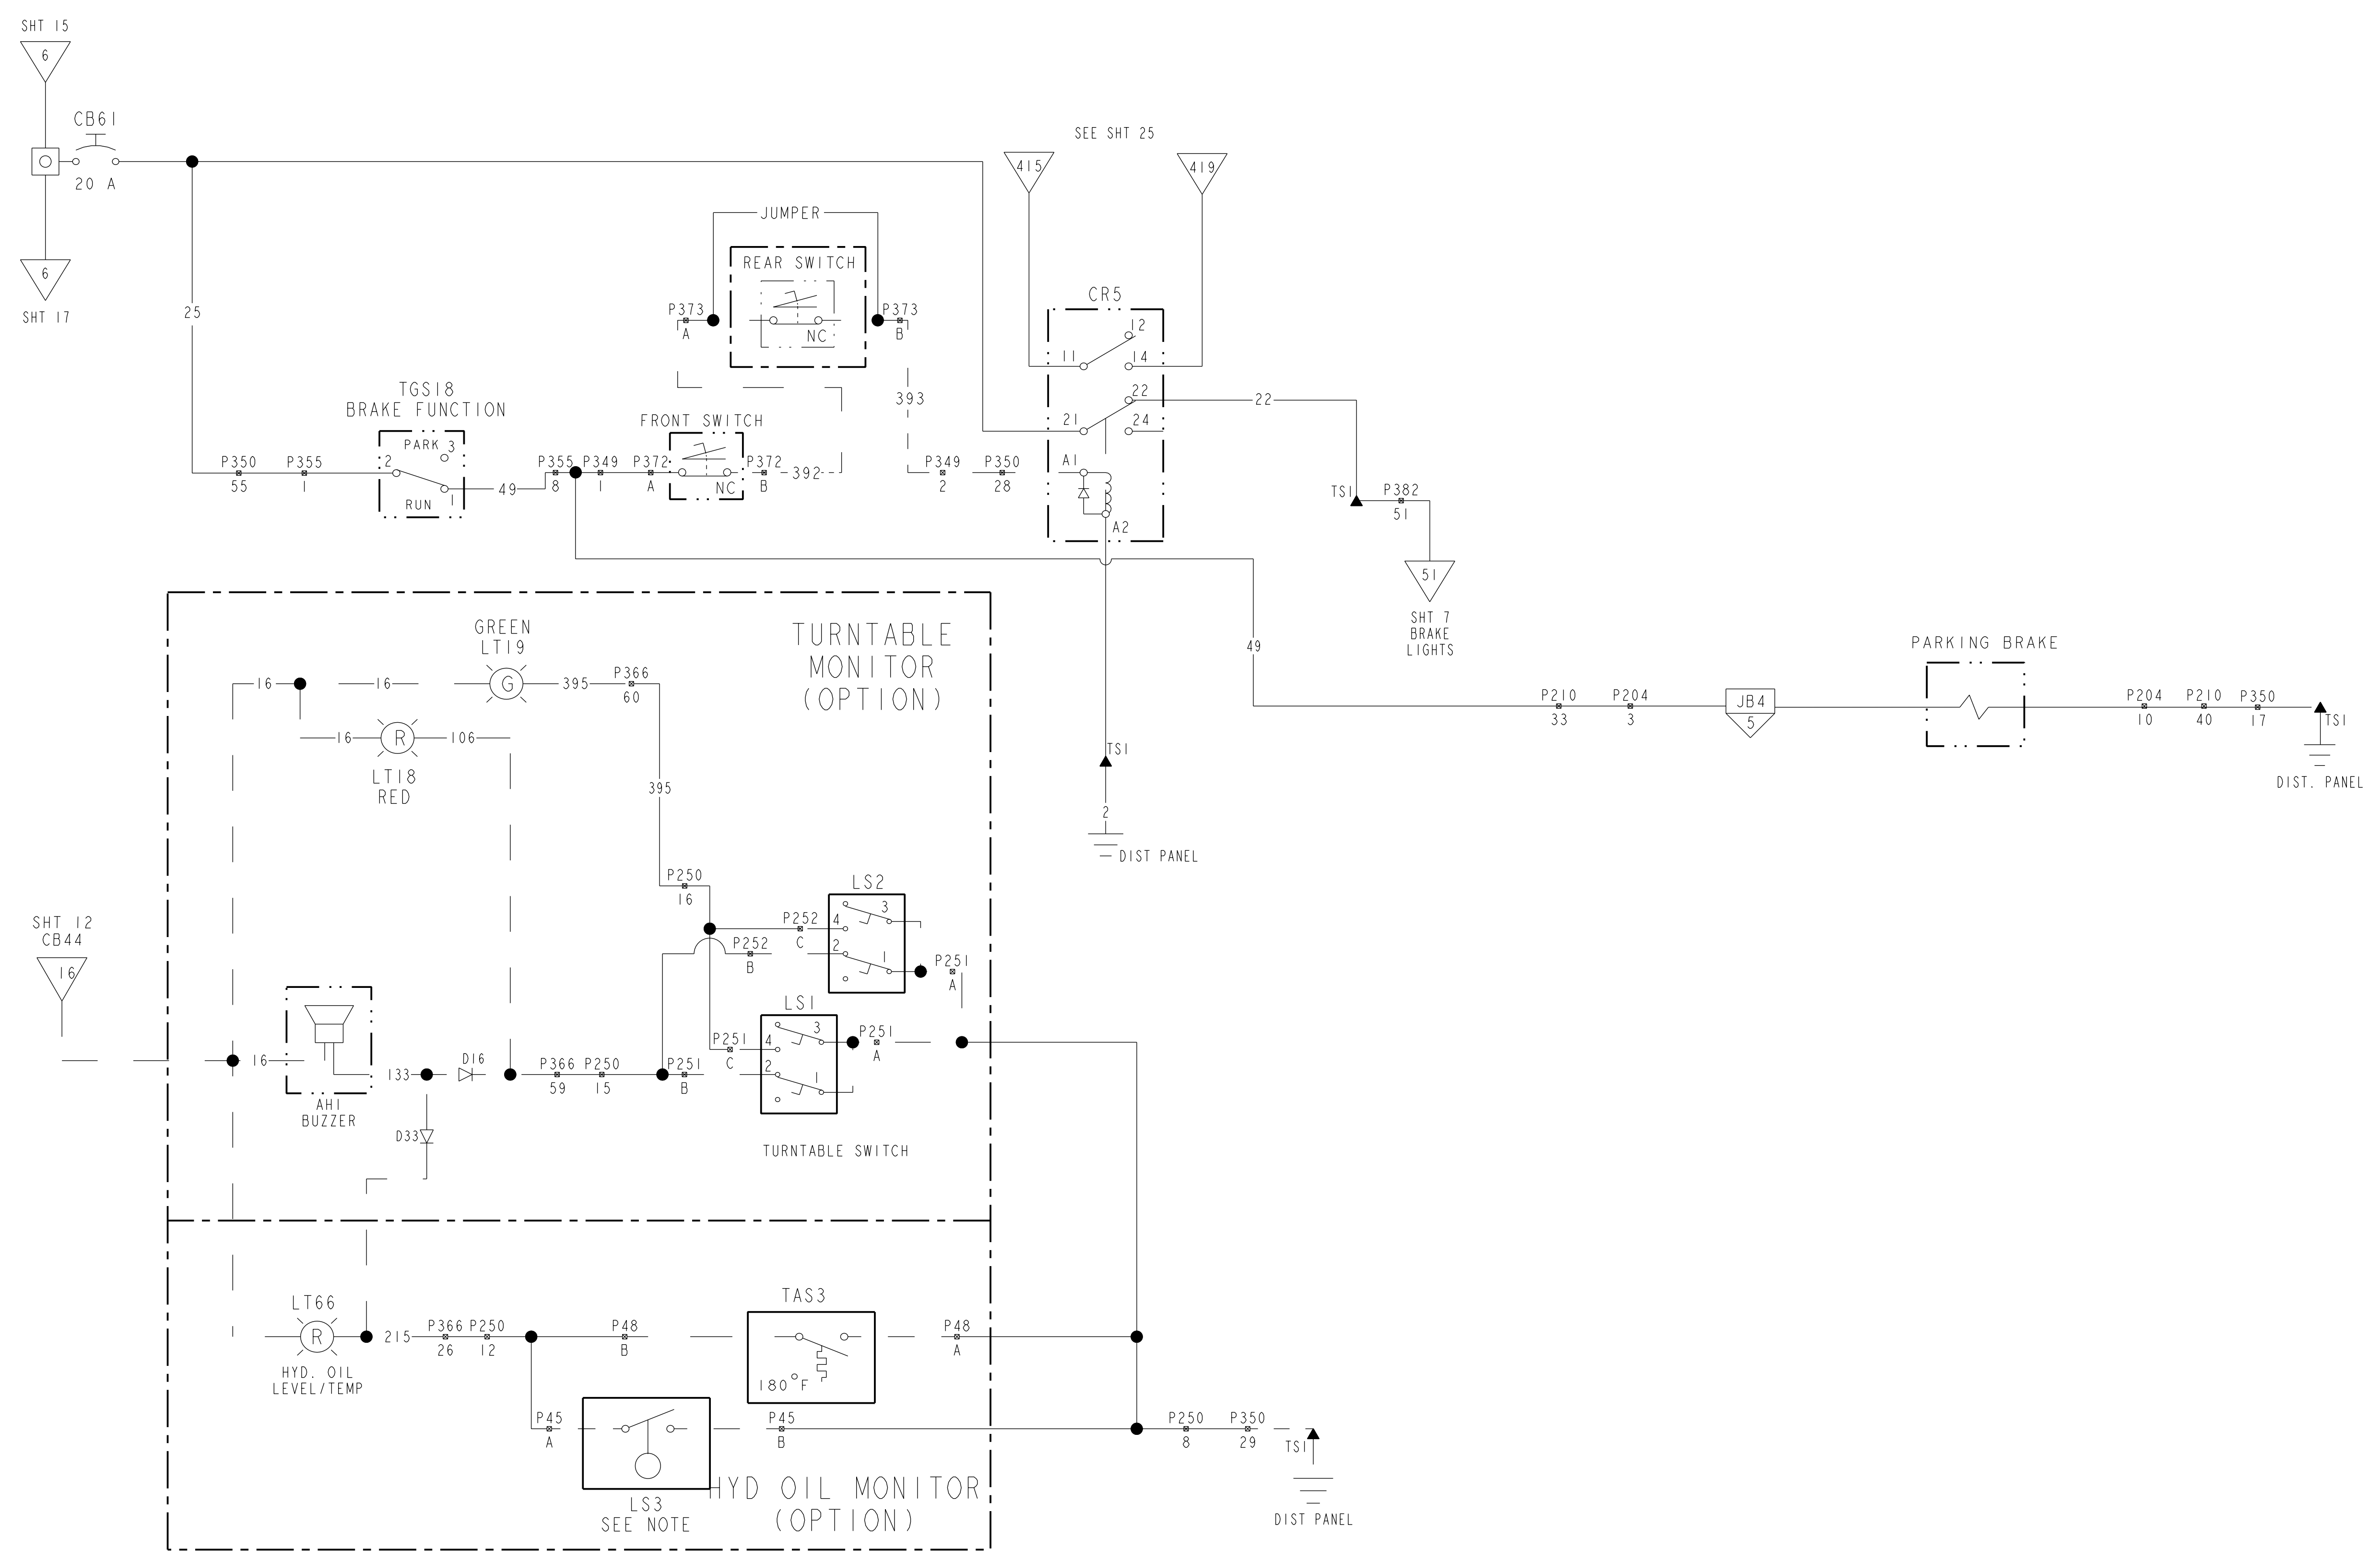 SHT 15
6
CB61
20 A
6
SHT 17
25
SEE SHT 25
415
419
JUMPER
REAR SWITCH
NC
P373
A
P373
B
393
CR5
12
11
14
22
21
24
A1
A2
22
TGS18
BRAKE FUNCTION
PARK
3
2
RUN
1
P350
55
P355
1
49
P355
8
P349
1
P372
A
FRONT SWITCH
NC
P372
B
392
P349
2
P350
28
TS1
P382
51
51
SHT 7
BRAKE
LIGHTS
49
PARKING BRAKE
P210
33
P204
3
JB4
5
P204
10
P210
40
P350
17
TS1
DIST. PANEL
TS1
2
DIST PANEL
TURNTABLE
MONITOR
(OPTION)
GREEN
LT19
16
16
G
395
P366
60
16
R
106
LT18
RED
395
P250
16
LS2
3
4
2
1
P252
C
P252
B
P251
A
SHT 12
CB44
16
16
AH1
BUZZER
133
D16
D33
P366
59
P250
15
P251
B
P251
C
LS1
3
4
2
1
P251
A
TURNTABLE SWITCH
LT66
R
HYD. OIL
LEVEL/TEMP
215
P366
26
P250
12
P48
B
TAS3
180°F
P48
A
P45
A
LS3
SEE NOTE
P45
B
HYD OIL MONITOR
(OPTION)
P250
8
P350
29
TS1
DIST PANEL